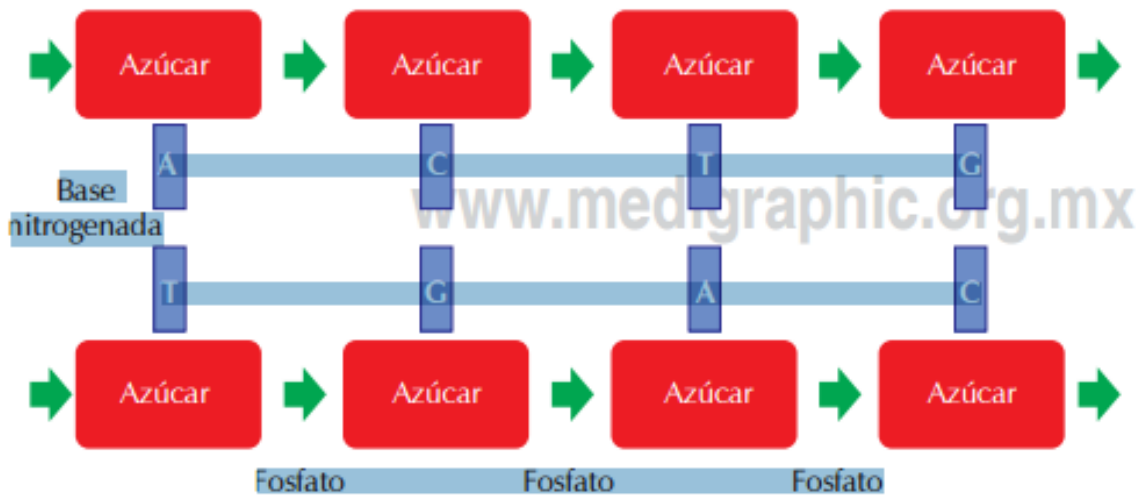 Azúcar Azúcar Azúcar Azúcar
A C T G
Base
nitrogenada
www.medigraphic.org.mx
T G A C
Azúcar Azúcar Azúcar Azúcar
Fosfato Fosfato Fosfato